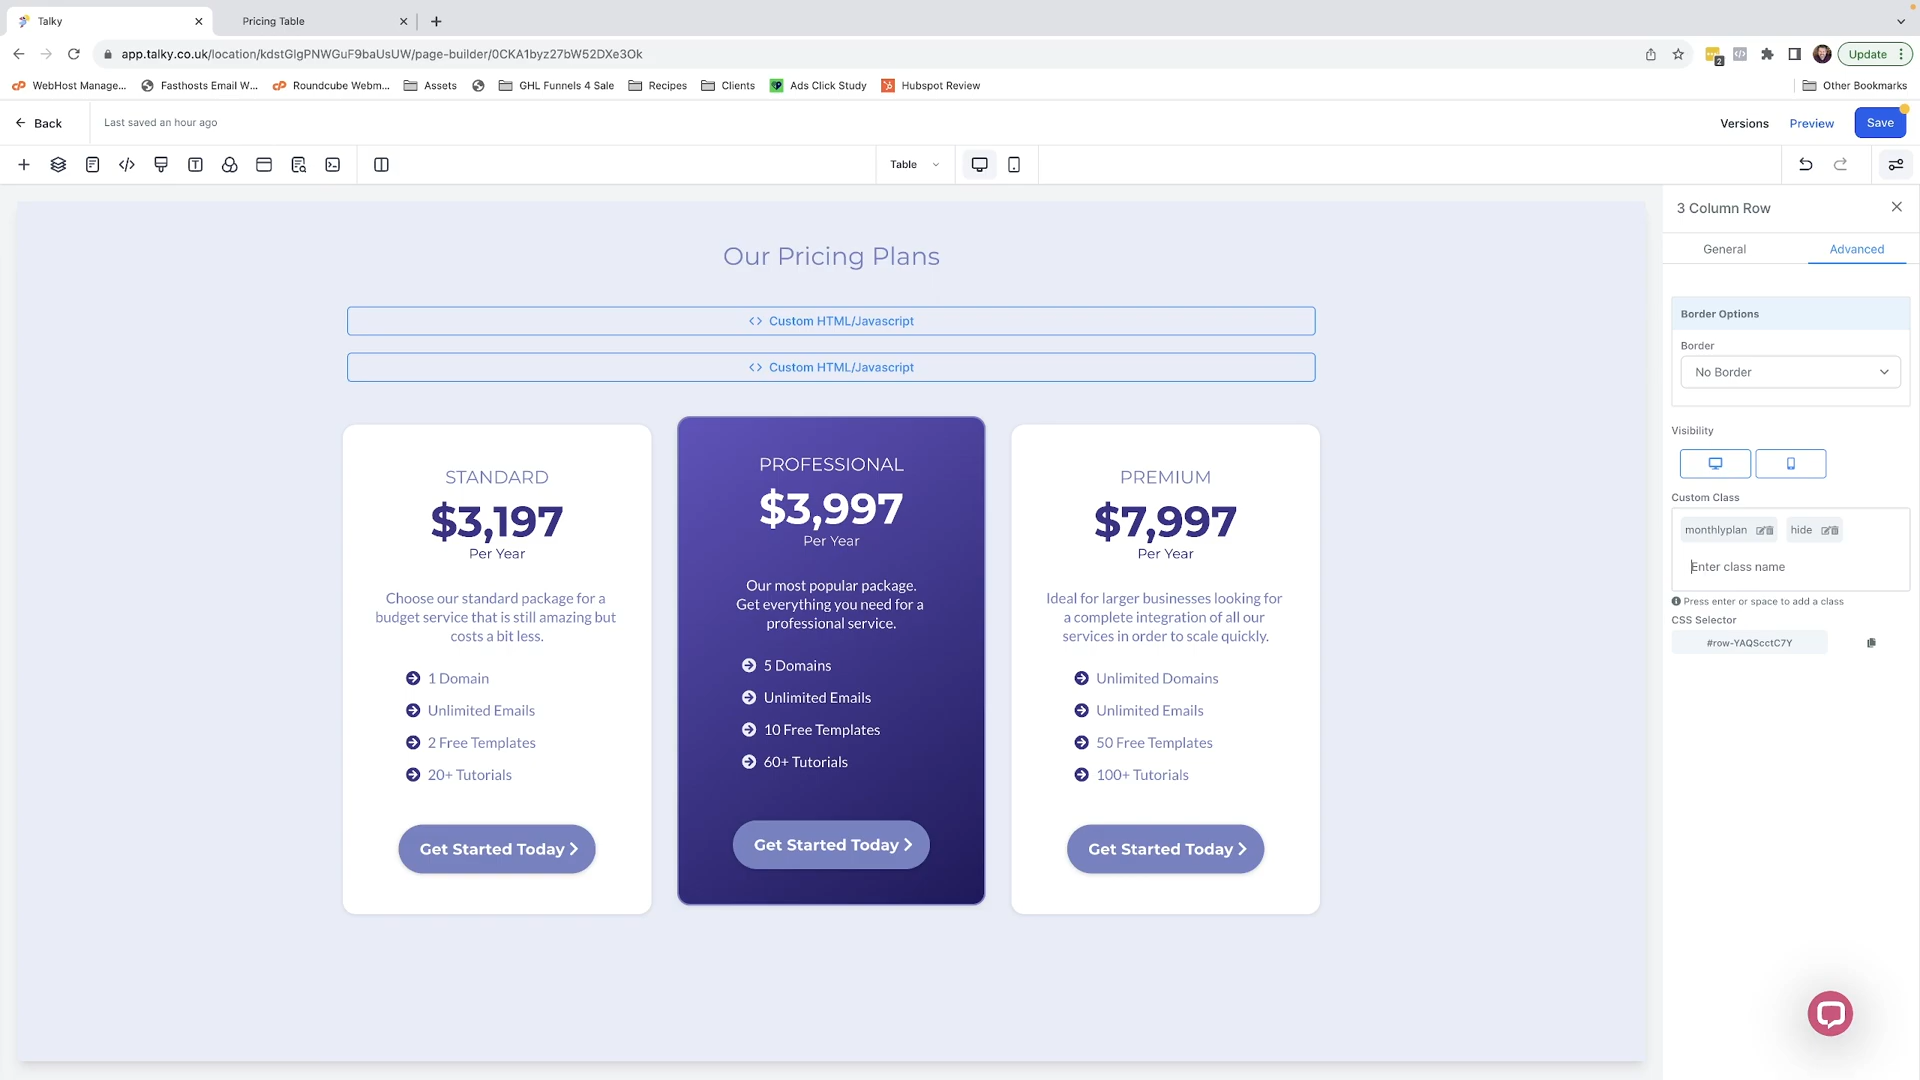 Talky
Pricing Table
app.talky.co.uk/location/kdstGlgPNWGuF9baUsUW/page-builder/0CKA1byz27bW52DXe3Ok
2
Update
WebHost Manage...
Fasthosts Email W...
Roundcube Webm...
Assets
GHL Funnels 4 Sale
Recipes
Clients
Ads Click Study
Hubspot Review
Other Bookmarks
Back
Last saved an hour ago
Versions
Preview
Save
Table
3 Column Row
General
Advanced
Our Pricing Plans
Custom HTML/Javascript
Custom HTML/Javascript
STANDARD
$3,197
Per Year
Choose our standard package for a
budget service that is still amazing but
costs a bit less.
1 Domain
Unlimited Emails
2 Free Templates
20+ Tutorials
Get Started Today
PROFESSIONAL
$3,997
Per Year
Our most popular package.
Get everything you need for a
professional service.
5 Domains
Unlimited Emails
10 Free Templates
60+ Tutorials
Get Started Today
PREMIUM
$7,997
Per Year
Ideal for larger businesses looking for
a complete integration of all our
services in order to scale quickly.
Unlimited Domains
Unlimited Emails
50 Free Templates
100+ Tutorials
Get Started Today
Border Options
Border
No Border
Visibility
Custom Class
monthlyplan
hide
Enter class name
Press enter or space to add a class
CSS Selector
#row-YAQScctC7Y